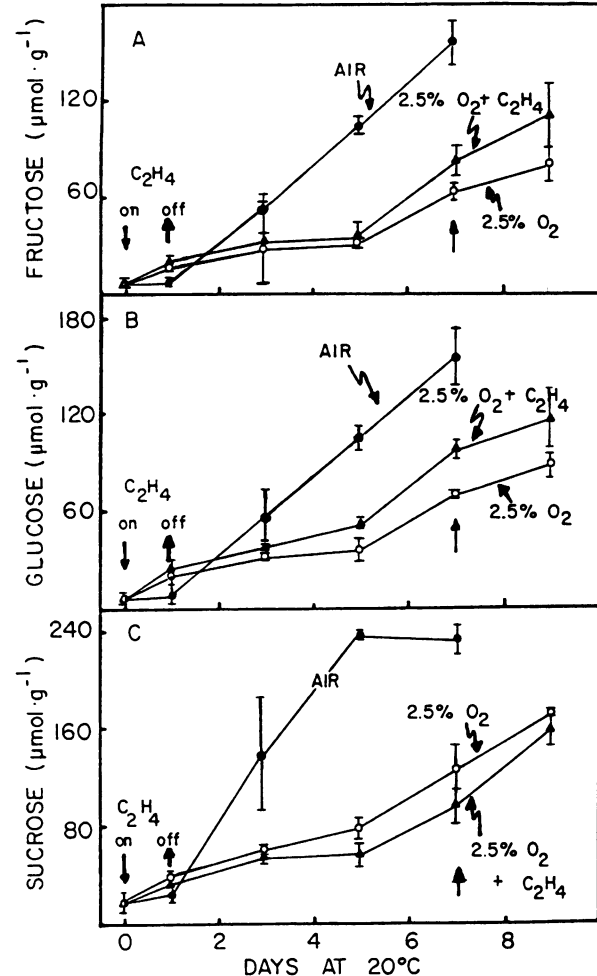 A
FRUCTOSE (µmol·g⁻¹)
120
60
AIR
2.5% O₂+ C₂H₄
2.5% O₂
C₂H₄
on
off
B
GLUCOSE (µmol·g⁻¹)
180
120
60
AIR
2.5% O₂ + C₂H₄
2.5% O₂
C₂H₄
on
off
C
SUCROSE (µmol·g⁻¹)
240
160
80
AIR
2.5% O₂
2.5% O₂
+ C₂H₄
C₂H₄
on
off
0 2 4 6 8
DAYS AT 20°C